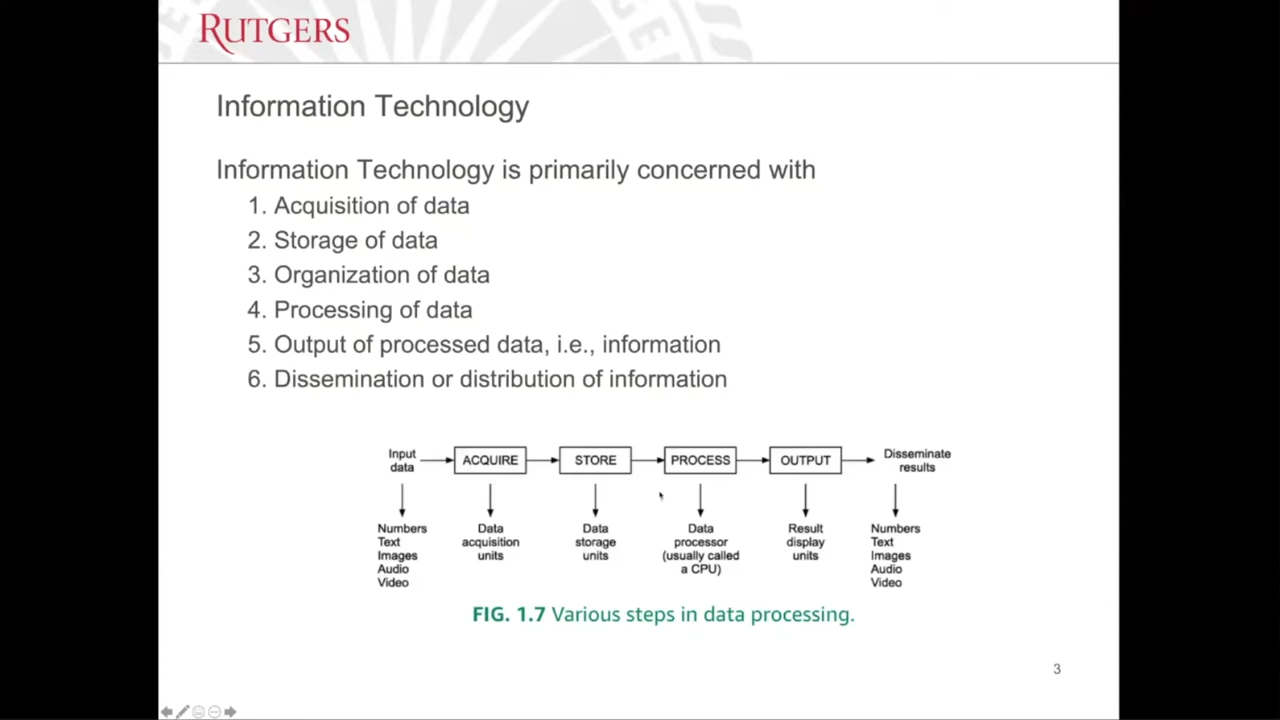 RUTGERS
Information Technology
Information Technology is primarily concerned with
1. Acquisition of data
2. Storage of data
3. Organization of data
4. Processing of data
5. Output of processed data, i.e., information
6. Dissemination or distribution of information
Input
data
ACQUIRE
STORE
PROCESS
OUTPUT
Disseminate
results
Numbers
Text
Images
Audio
Video
Data
acquisition
units
Data
storage
units
Data
processor
(usually called
a CPU)
Result
display
units
Numbers
Text
Images
Audio
Video
FIG. 1.7 Various steps in data processing.
3